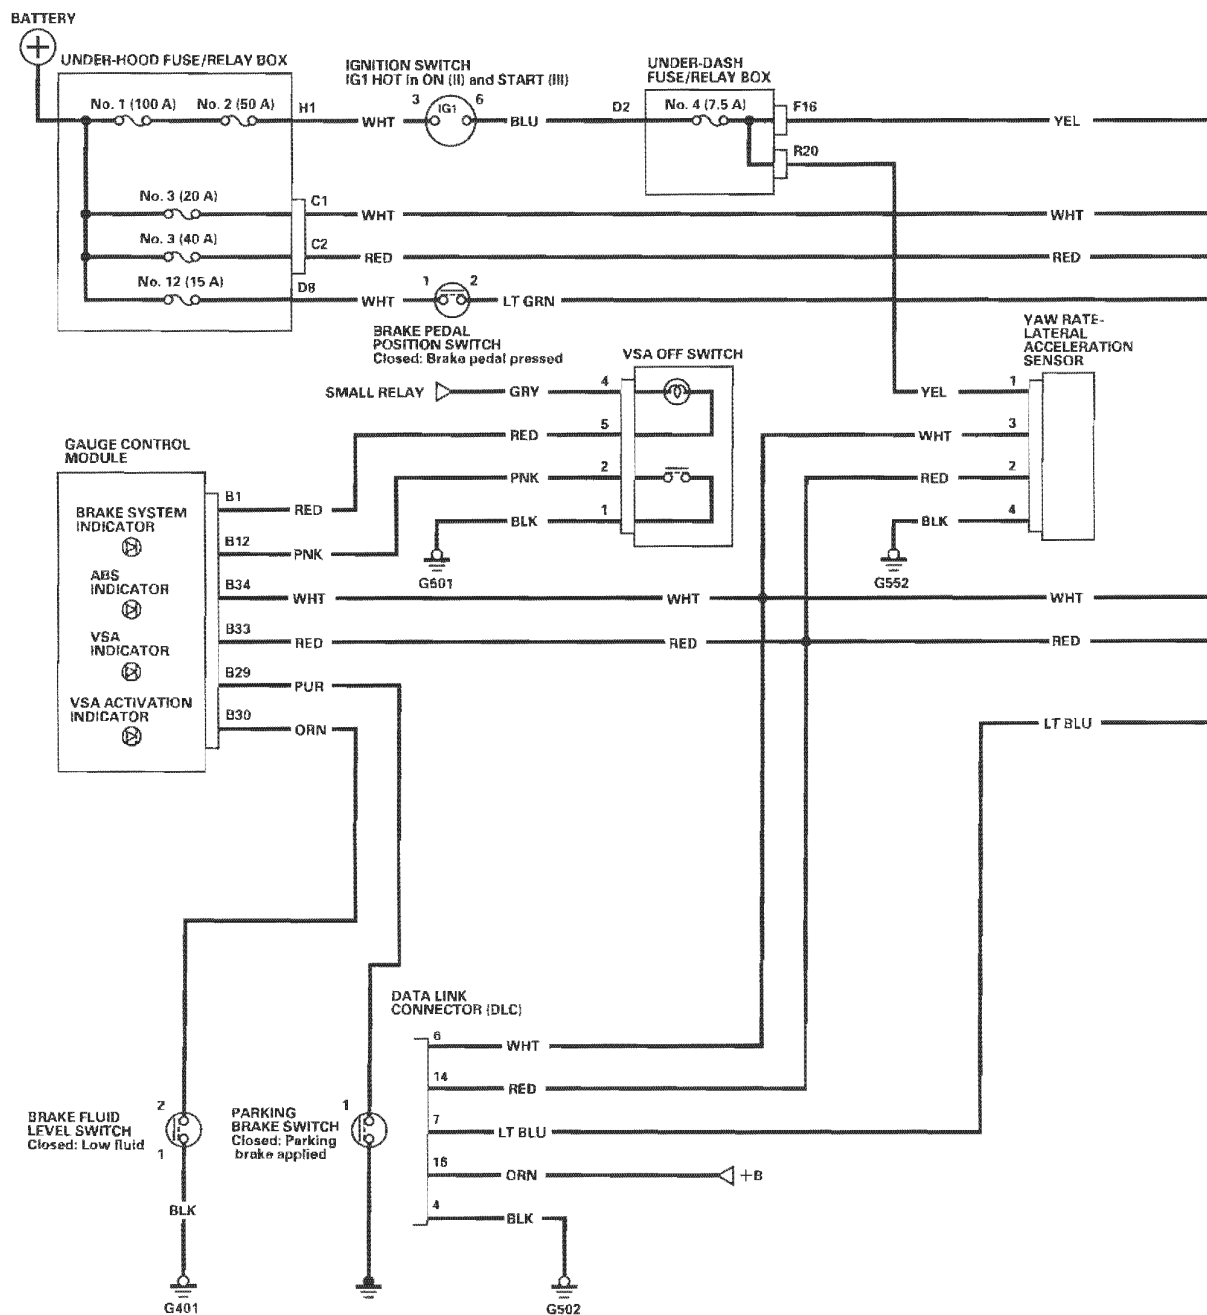 BATTERY
UNDER-HOOD FUSE/RELAY BOX
No. 1 (100 A)
No. 2 (50 A)
H1
WHT
IGNITION SWITCH
IG1 HOT in ON (II) and START (III)
3
IG1
6
BLU
UNDER-DASH
FUSE/RELAY BOX
D2
No. 4 (7.5 A)
F16
YEL
R20
No. 3 (20 A)
C1
WHT
WHT
No. 3 (40 A)
C2
RED
RED
No. 12 (15 A)
D8
WHT
1
2
LT GRN
BRAKE PEDAL
POSITION SWITCH
Closed: Brake pedal pressed
VSA OFF SWITCH
SMALL RELAY
GRY
4
RED
5
PNK
2
BLK
1
G601
YAW RATE-
LATERAL
ACCELERATION
SENSOR
YEL
1
WHT
3
RED
2
BLK
4
G552
GAUGE CONTROL
MODULE
BRAKE SYSTEM
INDICATOR
ABS
INDICATOR
VSA
INDICATOR
VSA ACTIVATION
INDICATOR
B1
RED
B12
PNK
B34
WHT
WHT
WHT
B33
RED
RED
RED
B29
PUR
B30
ORN
LT BLU
DATA LINK
CONNECTOR (DLC)
6
WHT
14
RED
7
LT BLU
16
ORN
+B
4
BLK
G502
BRAKE FLUID
LEVEL SWITCH
Closed: Low fluid
2
1
BLK
G401
PARKING
BRAKE SWITCH
Closed: Parking
brake applied
1